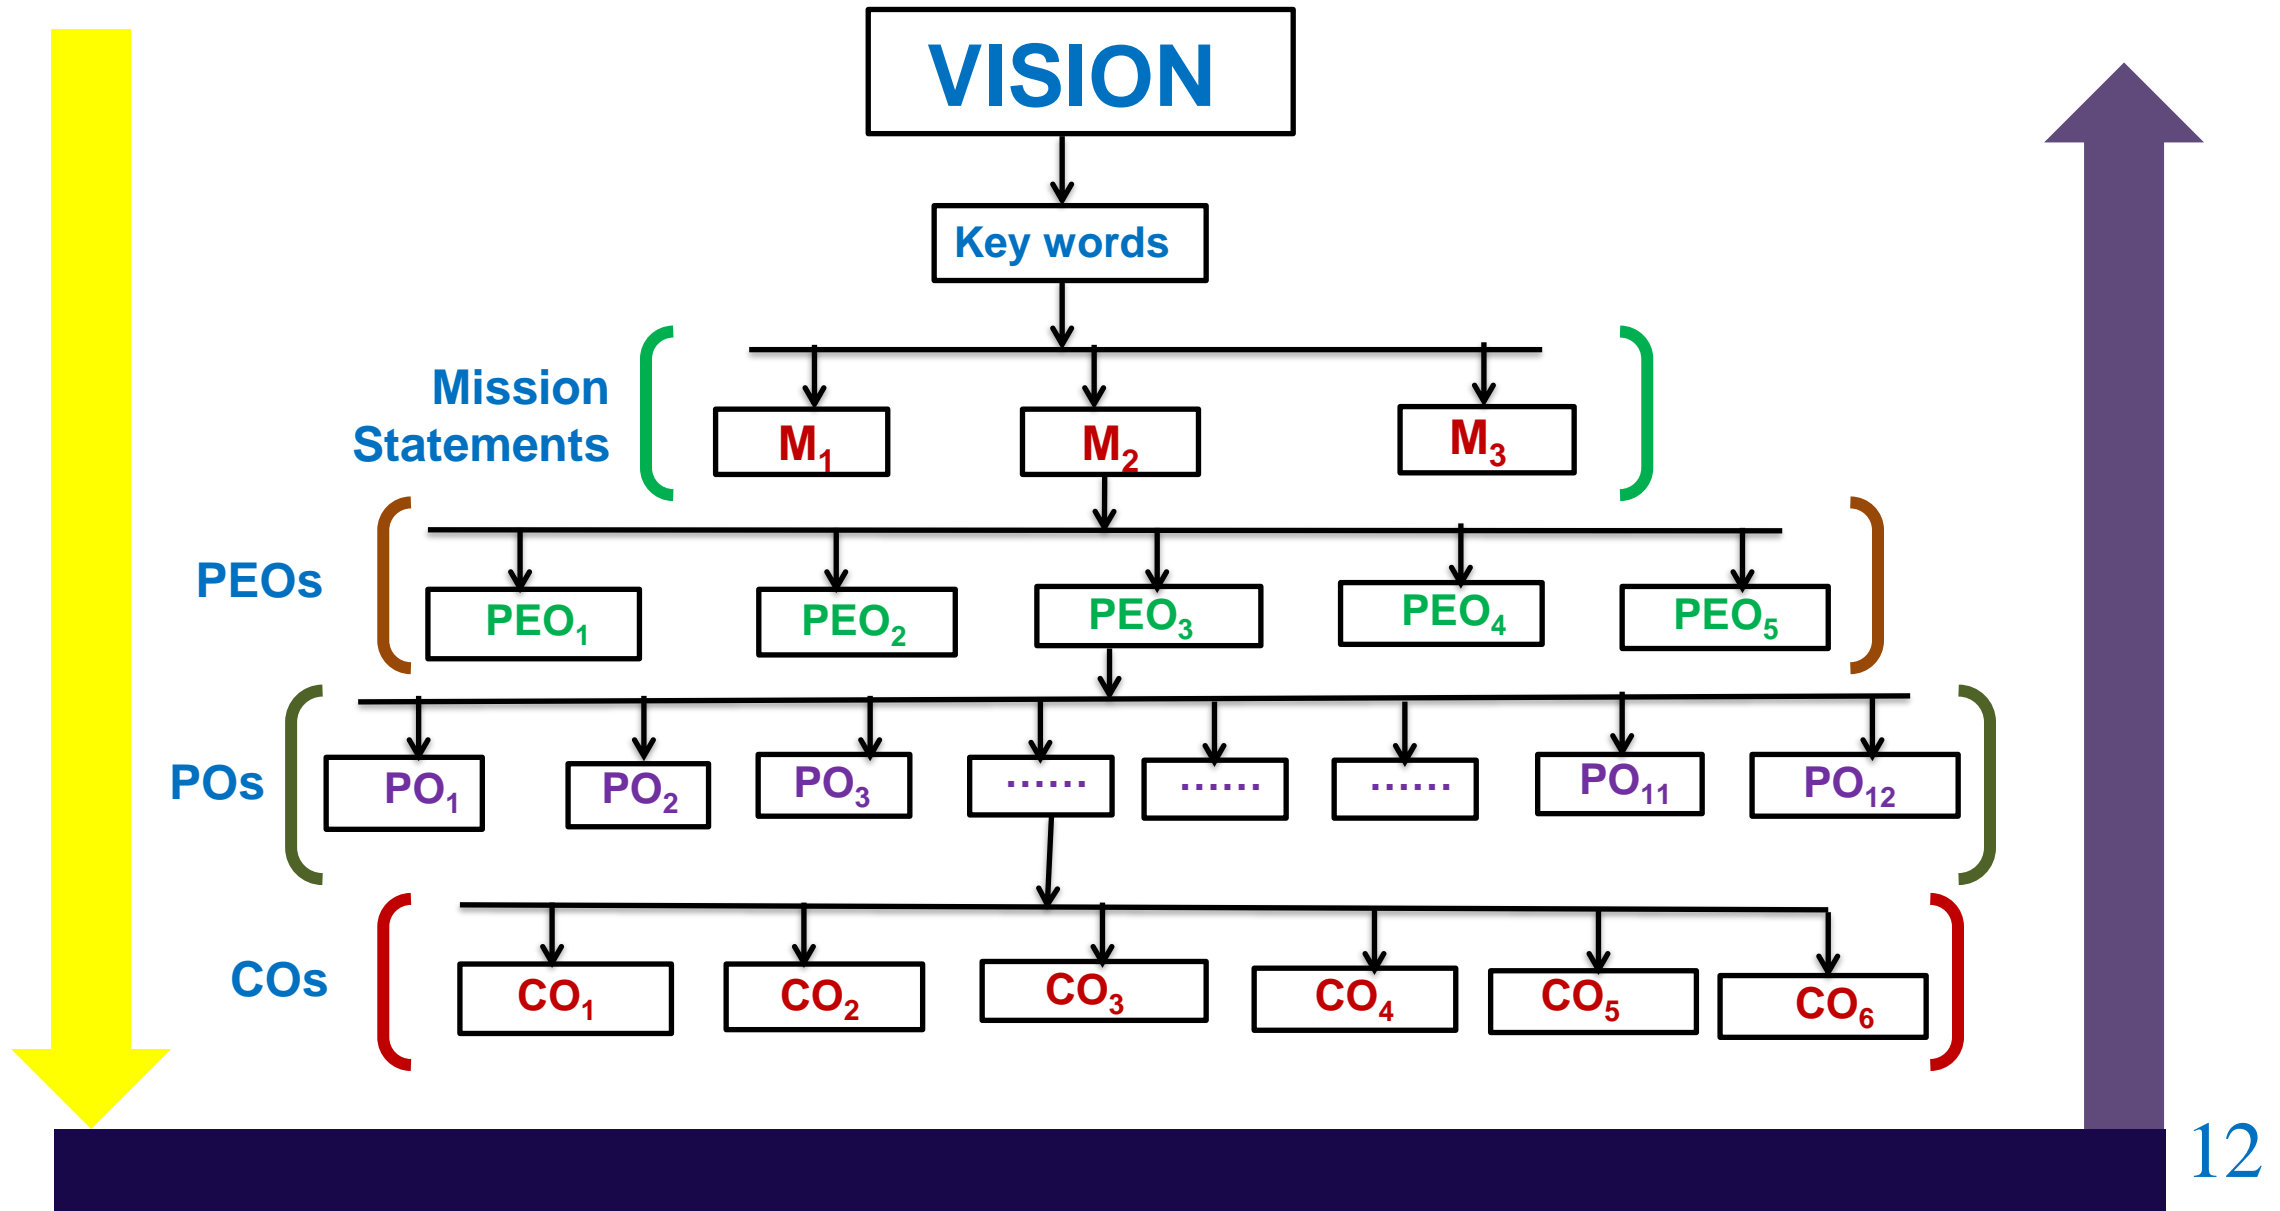 VISION
Key words
Mission
Statements
M₁ M₂ M₃
PEOs
PEO₁ PEO₂ PEO₃ PEO₄ PEO₅
POs
PO₁ PO₂ PO₃ ...... ...... ...... PO₁₁ PO₁₂
COs
CO₁ CO₂ CO₃ CO₄ CO₅ CO₆
12